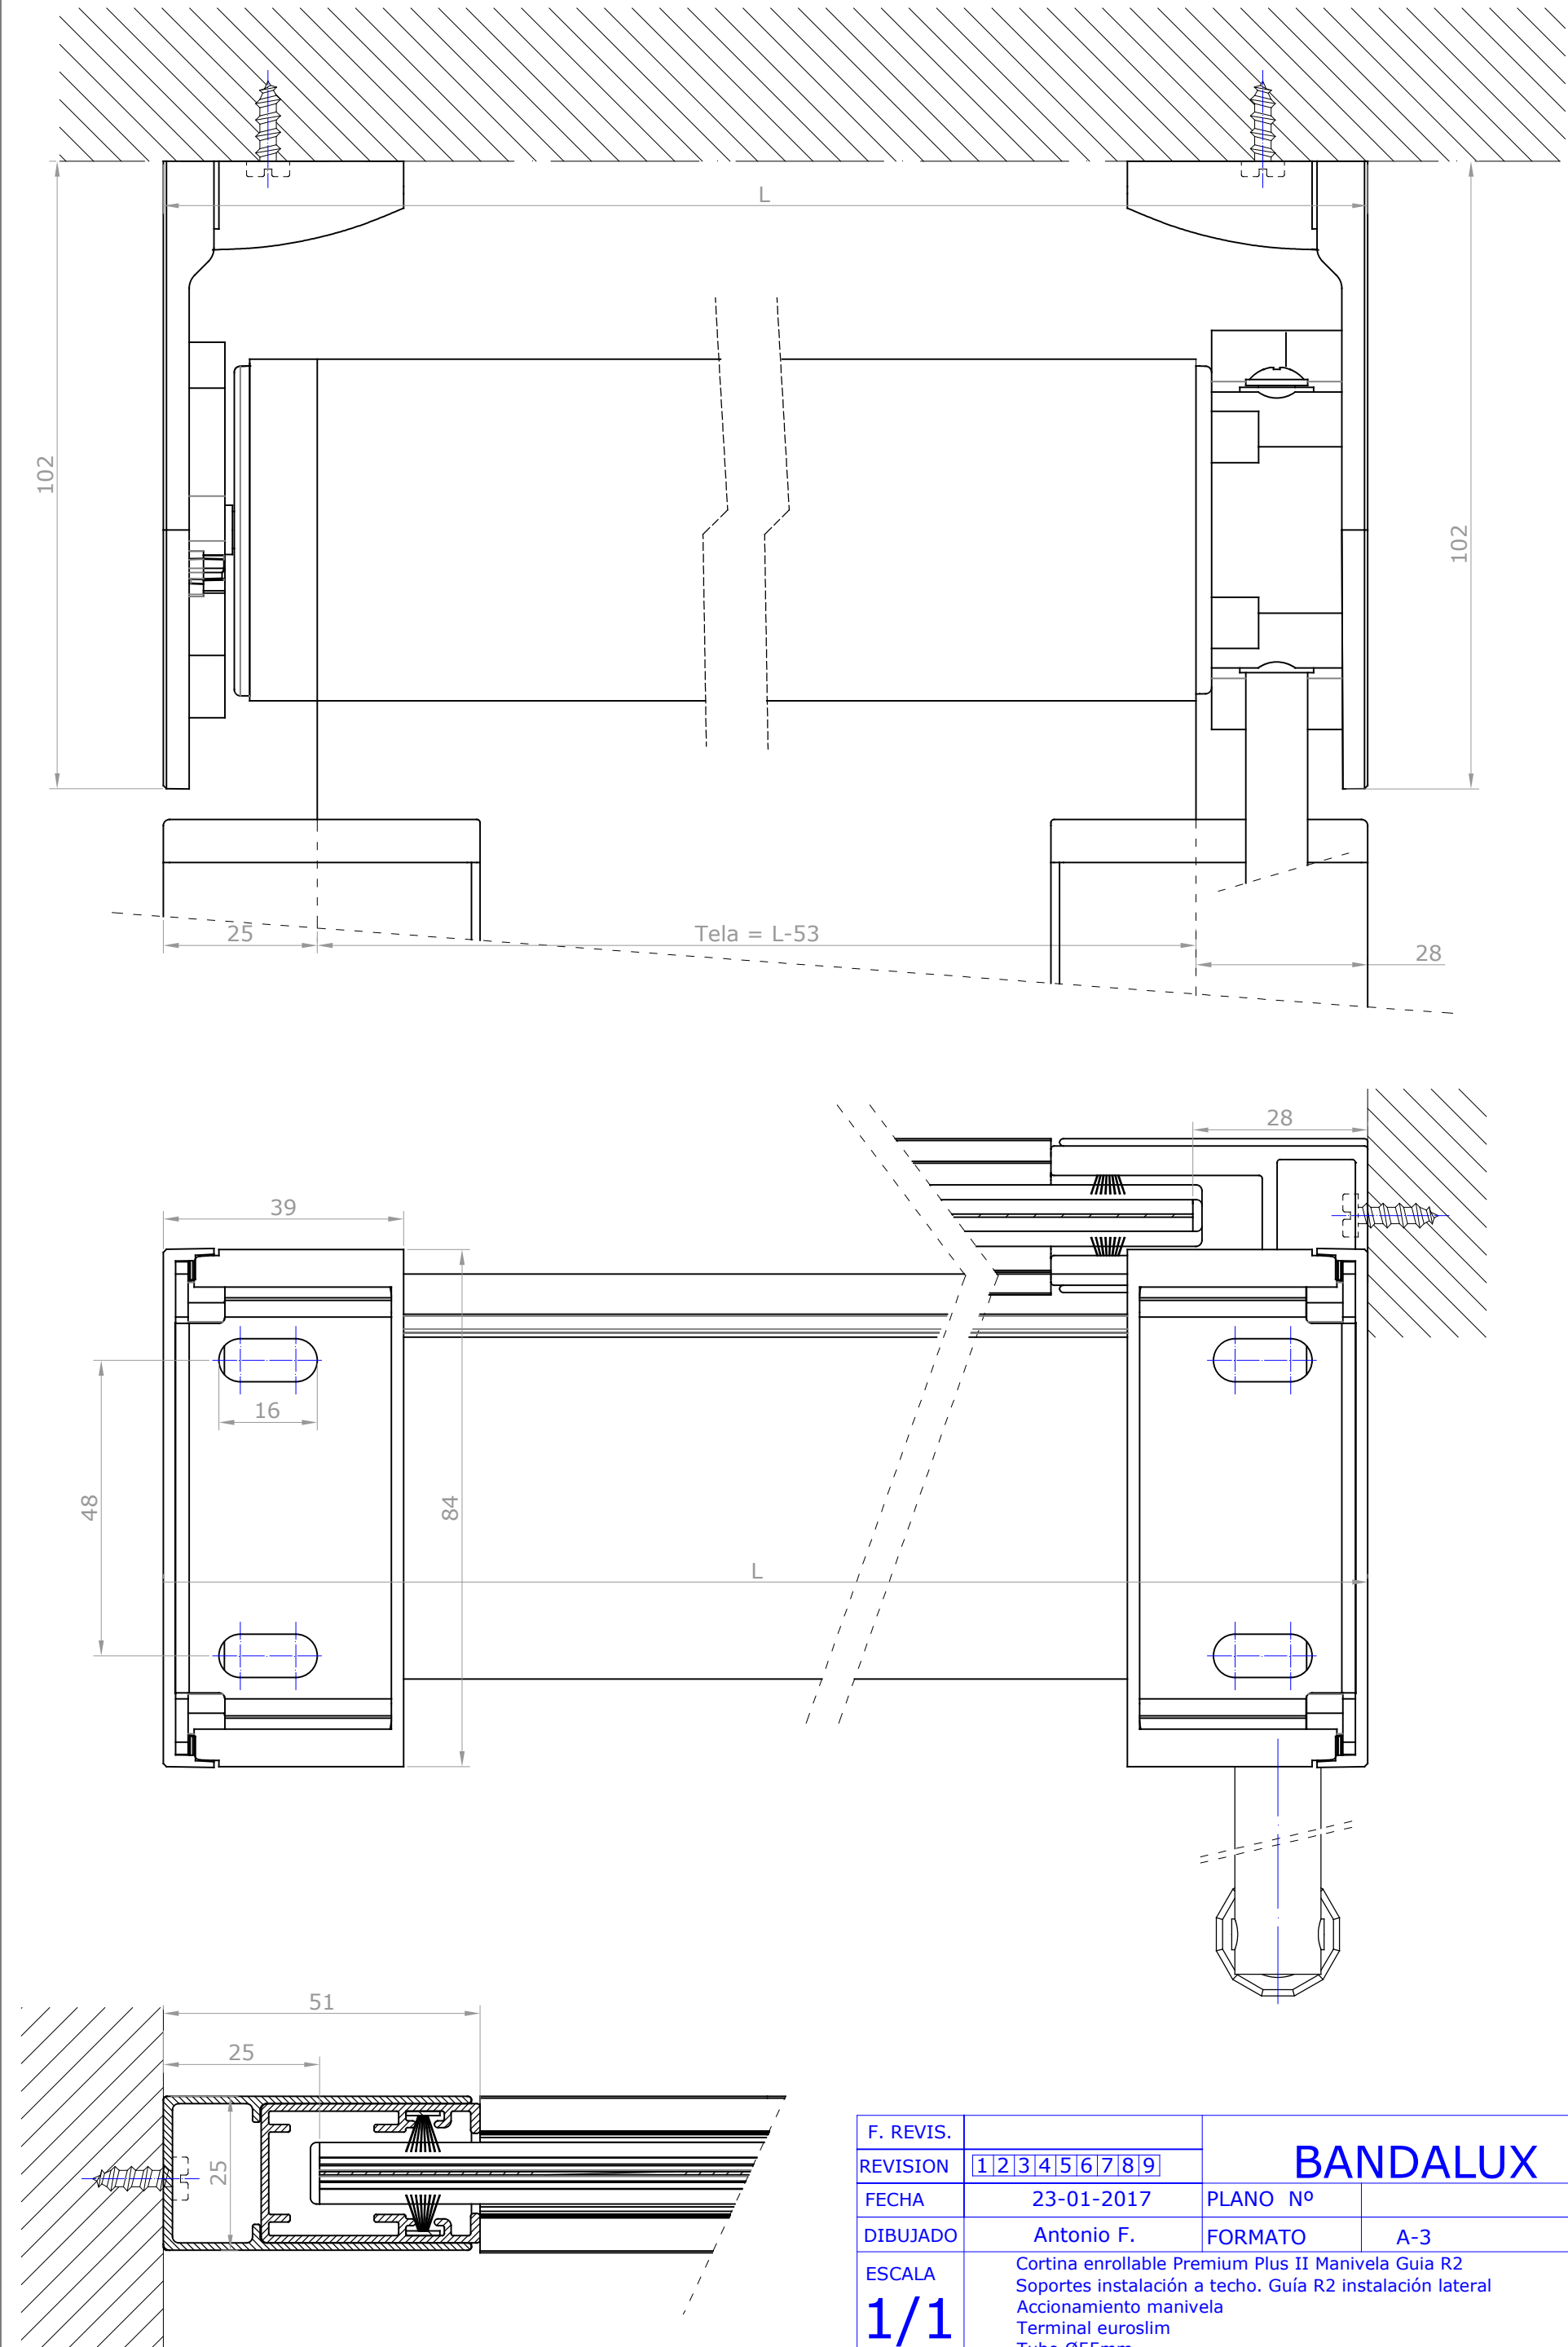 L
102
102
25
Tela = L-53
28
28
39
16
48
84
L
51
25
25
F. REVIS.
REVISION 1 2 3 4 5 6 7 8 9
BANDALUX
FECHA 23-01-2017 PLANO Nº
DIBUJADO Antonio F. FORMATO A-3
ESCALA
1/1
Cortina enrollable Premium Plus II Manivela Guia R2
Soportes instalación a techo. Guía R2 instalación lateral
Accionamiento manivela
Terminal euroslim
Tubo Ø55mm